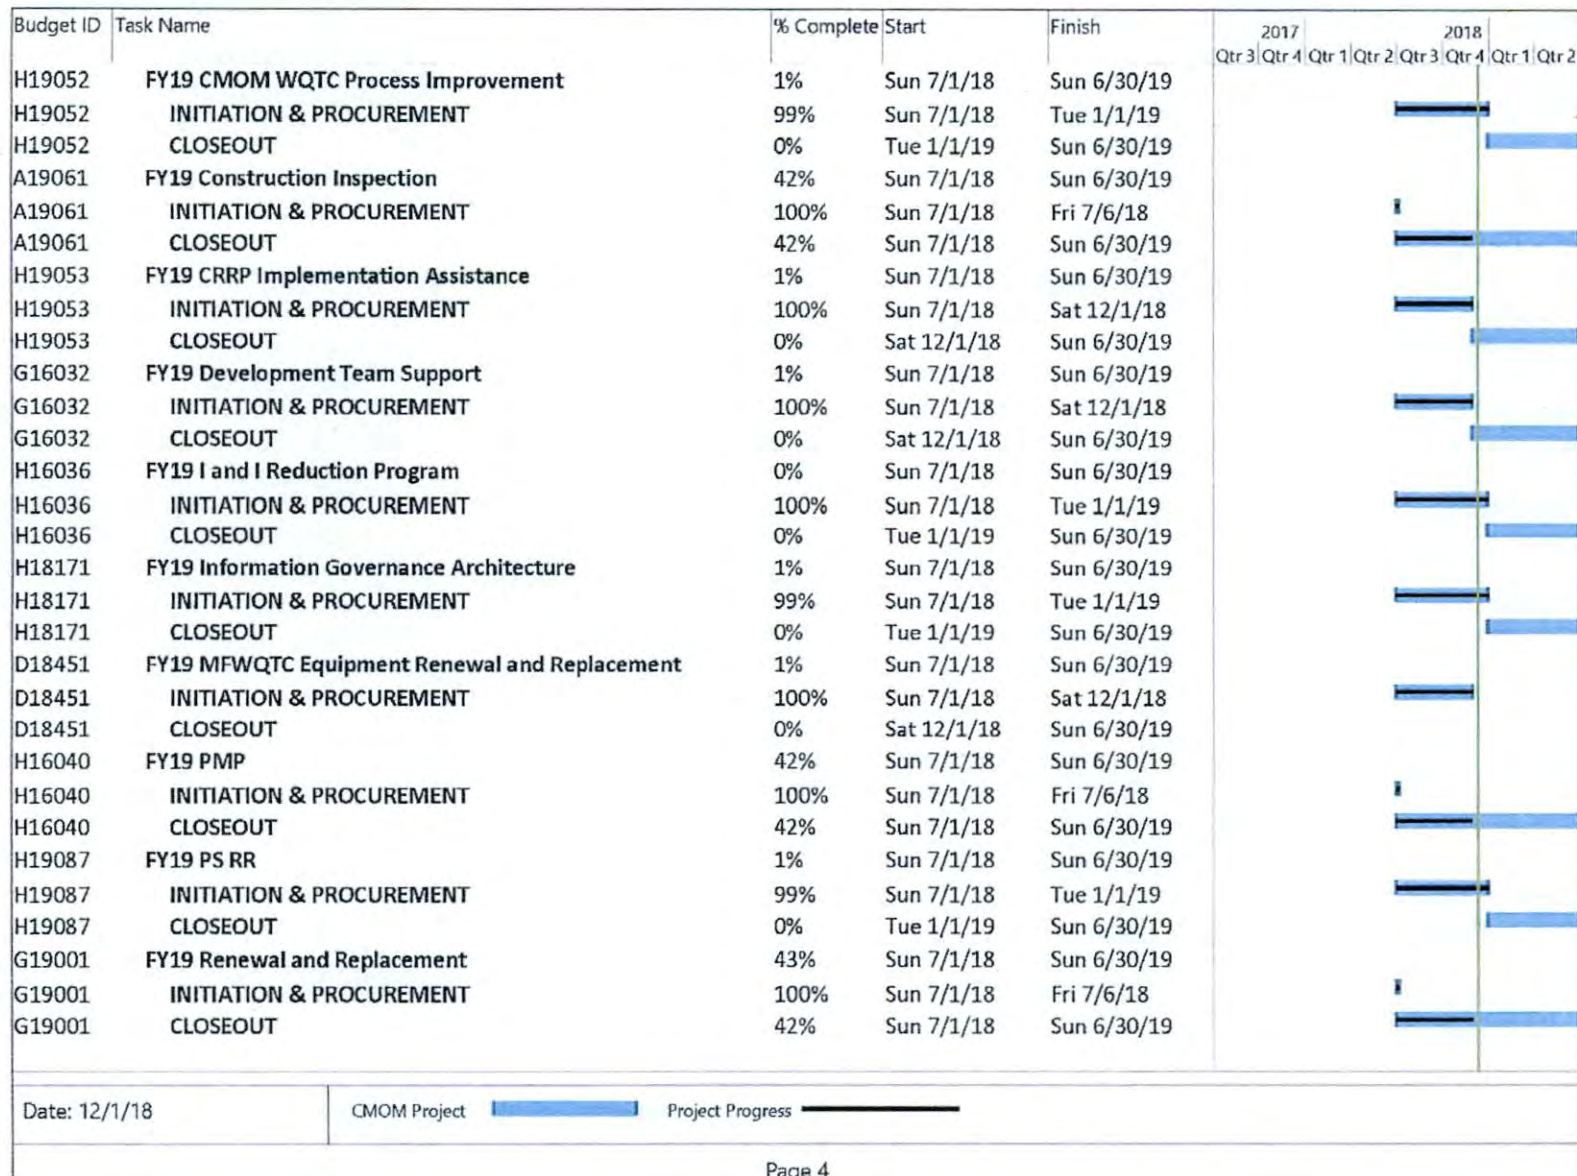 Budget ID Task Name % Complete Start Finish 2017 2018
Qtr 3 Qtr 4 Qtr 1 Qtr 2 Qtr 3 Qtr 4 Qtr 1 Qtr 2
H19052 FY19 CMOM WQTC Process Improvement 1% Sun 7/1/18 Sun 6/30/19
H19052 INITIATION & PROCUREMENT 99% Sun 7/1/18 Tue 1/1/19
H19052 CLOSEOUT 0% Tue 1/1/19 Sun 6/30/19
A19061 FY19 Construction Inspection 42% Sun 7/1/18 Sun 6/30/19
A19061 INITIATION & PROCUREMENT 100% Sun 7/1/18 Fri 7/6/18
A19061 CLOSEOUT 42% Sun 7/1/18 Sun 6/30/19
H19053 FY19 CRRP Implementation Assistance 1% Sun 7/1/18 Sun 6/30/19
H19053 INITIATION & PROCUREMENT 100% Sun 7/1/18 Sat 12/1/18
H19053 CLOSEOUT 0% Sat 12/1/18 Sun 6/30/19
G16032 FY19 Development Team Support 1% Sun 7/1/18 Sun 6/30/19
G16032 INITIATION & PROCUREMENT 100% Sun 7/1/18 Sat 12/1/18
G16032 CLOSEOUT 0% Sat 12/1/18 Sun 6/30/19
H16036 FY19 I and I Reduction Program 0% Sun 7/1/18 Sun 6/30/19
H16036 INITIATION & PROCUREMENT 100% Sun 7/1/18 Tue 1/1/19
H16036 CLOSEOUT 0% Tue 1/1/19 Sun 6/30/19
H18171 FY19 Information Governance Architecture 1% Sun 7/1/18 Sun 6/30/19
H18171 INITIATION & PROCUREMENT 99% Sun 7/1/18 Tue 1/1/19
H18171 CLOSEOUT 0% Tue 1/1/19 Sun 6/30/19
D18451 FY19 MFWQTC Equipment Renewal and Replacement 1% Sun 7/1/18 Sun 6/30/19
D18451 INITIATION & PROCUREMENT 100% Sun 7/1/18 Sat 12/1/18
D18451 CLOSEOUT 0% Sat 12/1/18 Sun 6/30/19
H16040 FY19 PMP 42% Sun 7/1/18 Sun 6/30/19
H16040 INITIATION & PROCUREMENT 100% Sun 7/1/18 Fri 7/6/18
H16040 CLOSEOUT 42% Sun 7/1/18 Sun 6/30/19
H19087 FY19 PS RR 1% Sun 7/1/18 Sun 6/30/19
H19087 INITIATION & PROCUREMENT 99% Sun 7/1/18 Tue 1/1/19
H19087 CLOSEOUT 0% Tue 1/1/19 Sun 6/30/19
G19001 FY19 Renewal and Replacement 43% Sun 7/1/18 Sun 6/30/19
G19001 INITIATION & PROCUREMENT 100% Sun 7/1/18 Fri 7/6/18
G19001 CLOSEOUT 42% Sun 7/1/18 Sun 6/30/19
Date: 12/1/18 CMOM Project Project Progress
Page 4